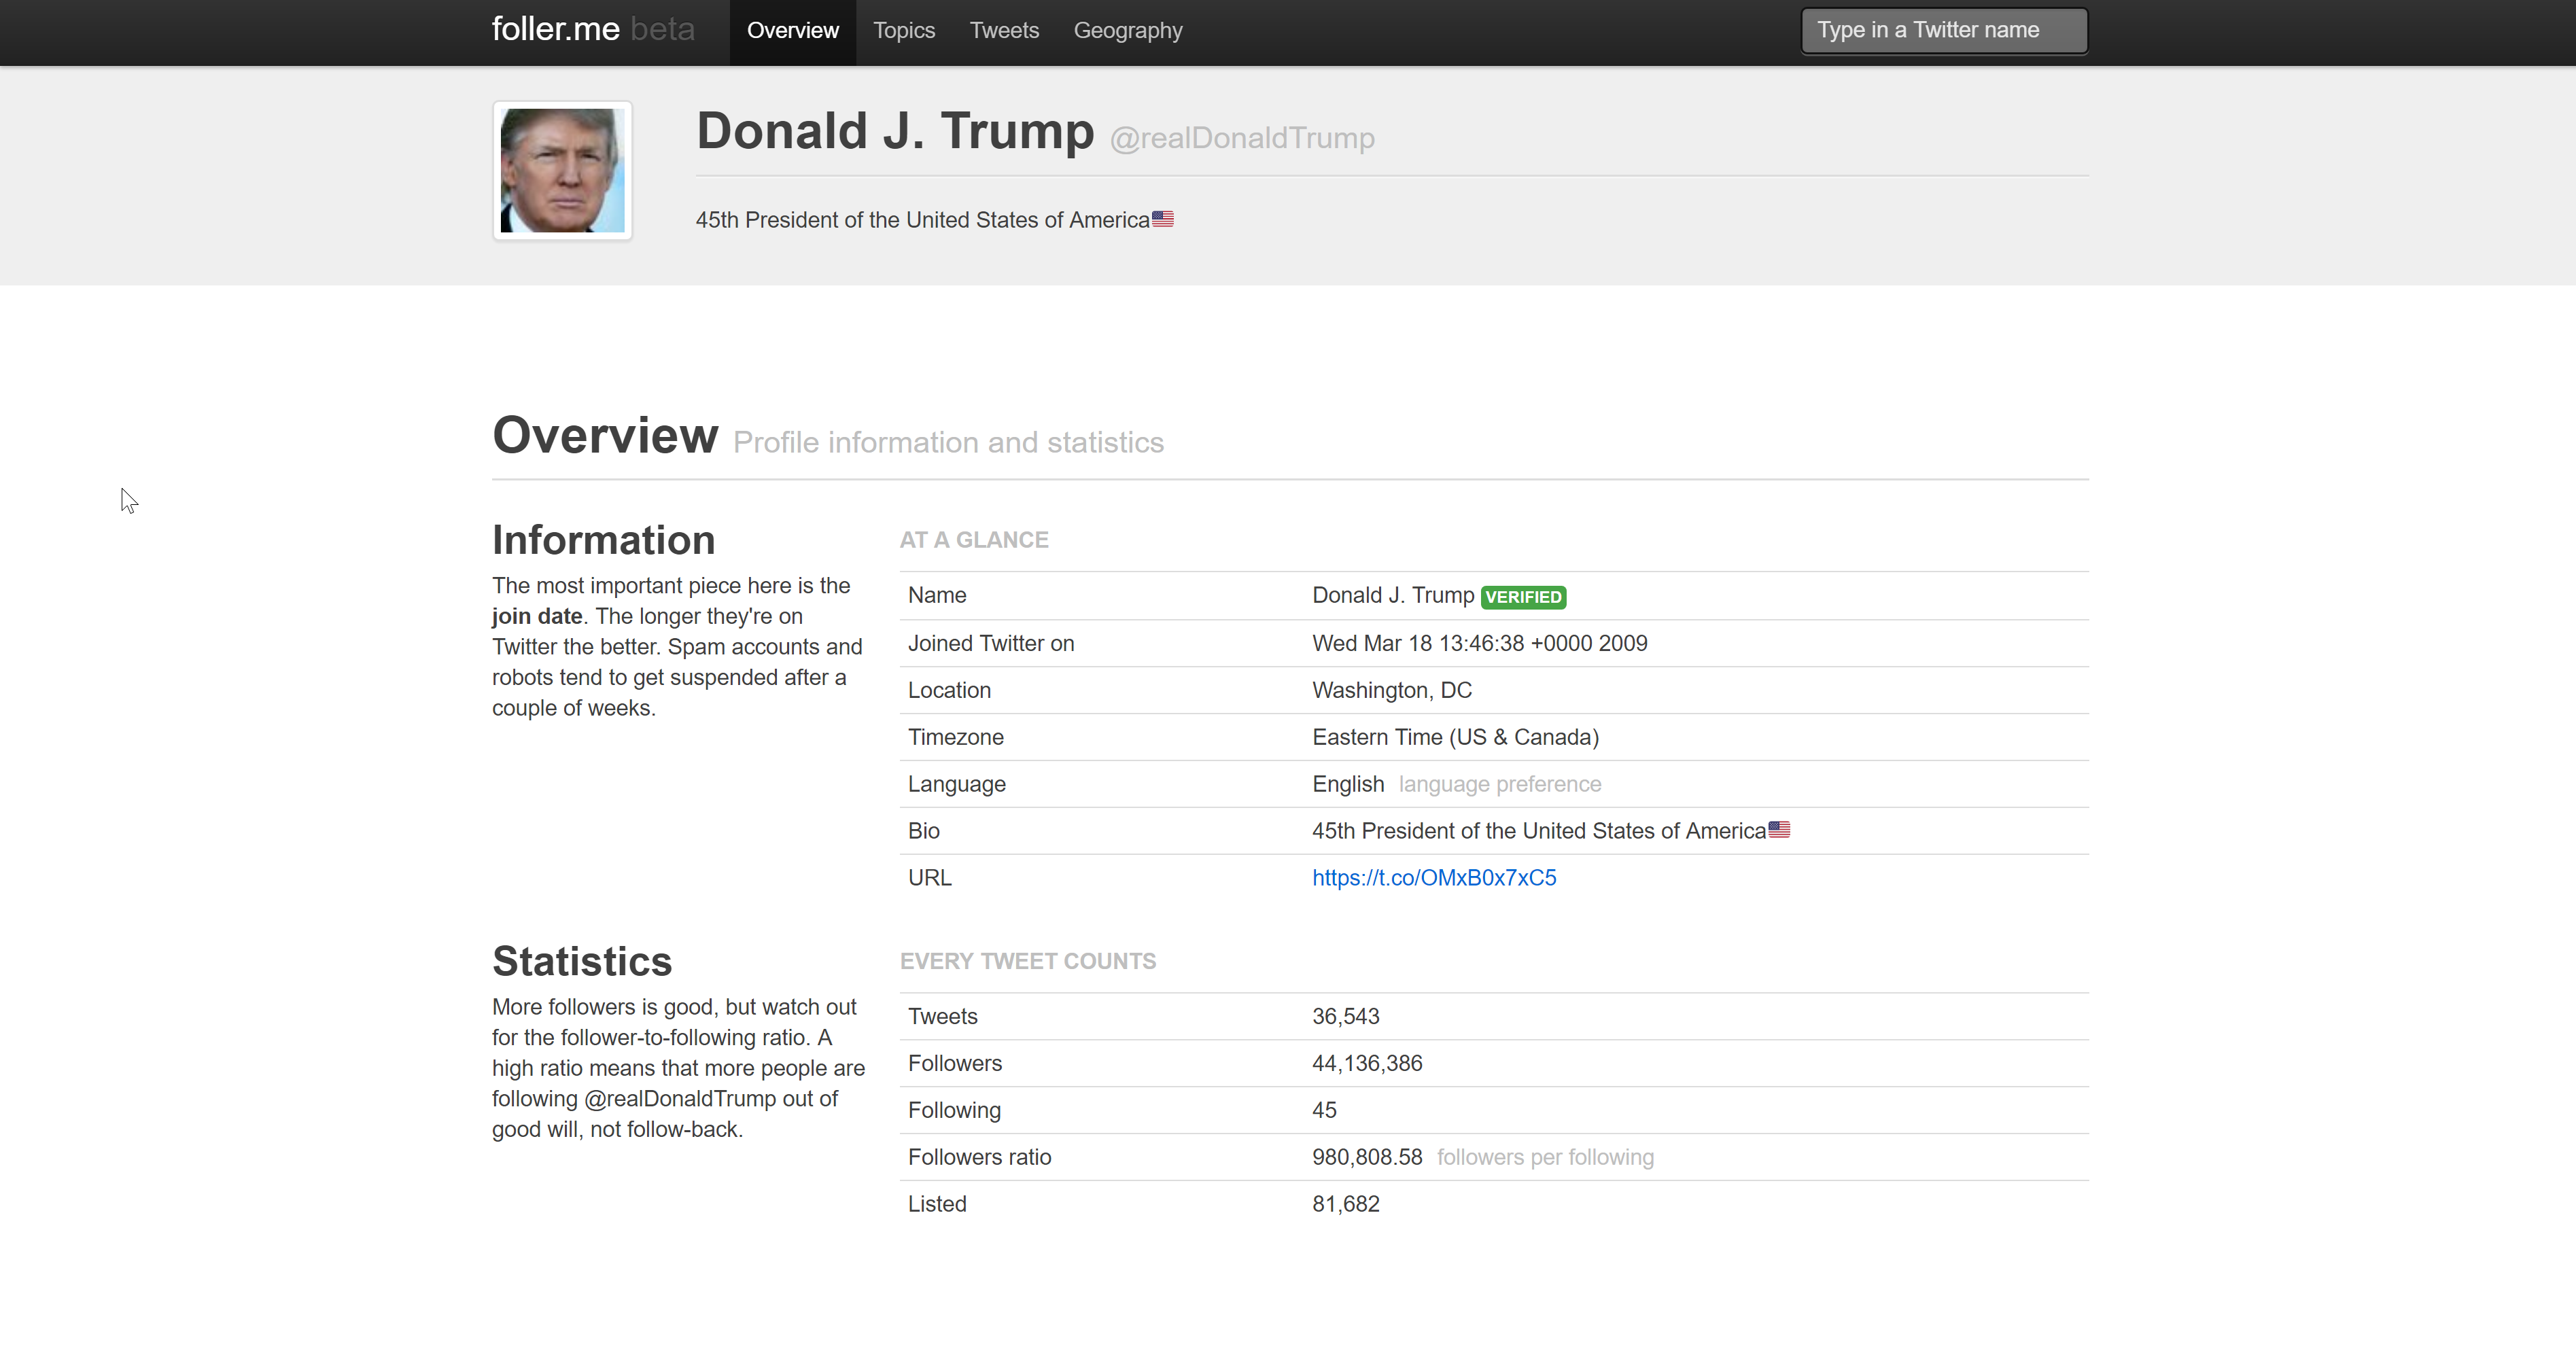 foller.me beta Overview Topics Tweets Geography Type in a Twitter name
Donald J. Trump @realDonaldTrump
45th President of the United States of America🇺🇸
Overview Profile information and statistics
Information
The most important piece here is the
join date. The longer they're on
Twitter the better. Spam accounts and
robots tend to get suspended after a
couple of weeks.
AT A GLANCE
Name Donald J. Trump VERIFIED
Joined Twitter on Wed Mar 18 13:46:38 +0000 2009
Location Washington, DC
Timezone Eastern Time (US & Canada)
Language English language preference
Bio 45th President of the United States of America🇺🇸
URL https://t.co/OMxB0x7xC5
Statistics
More followers is good, but watch out
for the follower-to-following ratio. A
high ratio means that more people are
following @realDonaldTrump out of
good will, not follow-back.
EVERY TWEET COUNTS
Tweets 36,543
Followers 44,136,386
Following 45
Followers ratio 980,808.58 followers per following
Listed 81,682